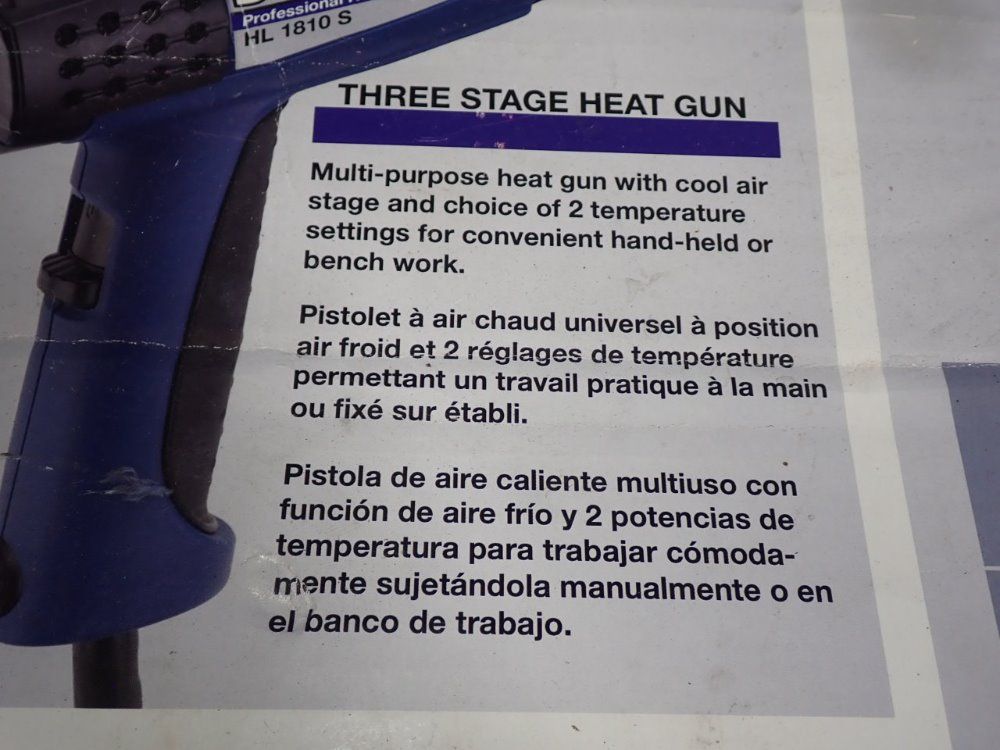 Professional
HL 1810 S
THREE STAGE HEAT GUN
Multi-purpose heat gun with cool air
stage and choice of 2 temperature
settings for convenient hand-held or
bench work.
Pistolet à air chaud universel à position
air froid et 2 réglages de température
permettant un travail pratique à la main
ou fixé sur établi.
Pistola de aire caliente multiuso con
función de aire frío y 2 potencias de
temperatura para trabajar cómoda-
mente sujetándola manualmente o en
el banco de trabajo.